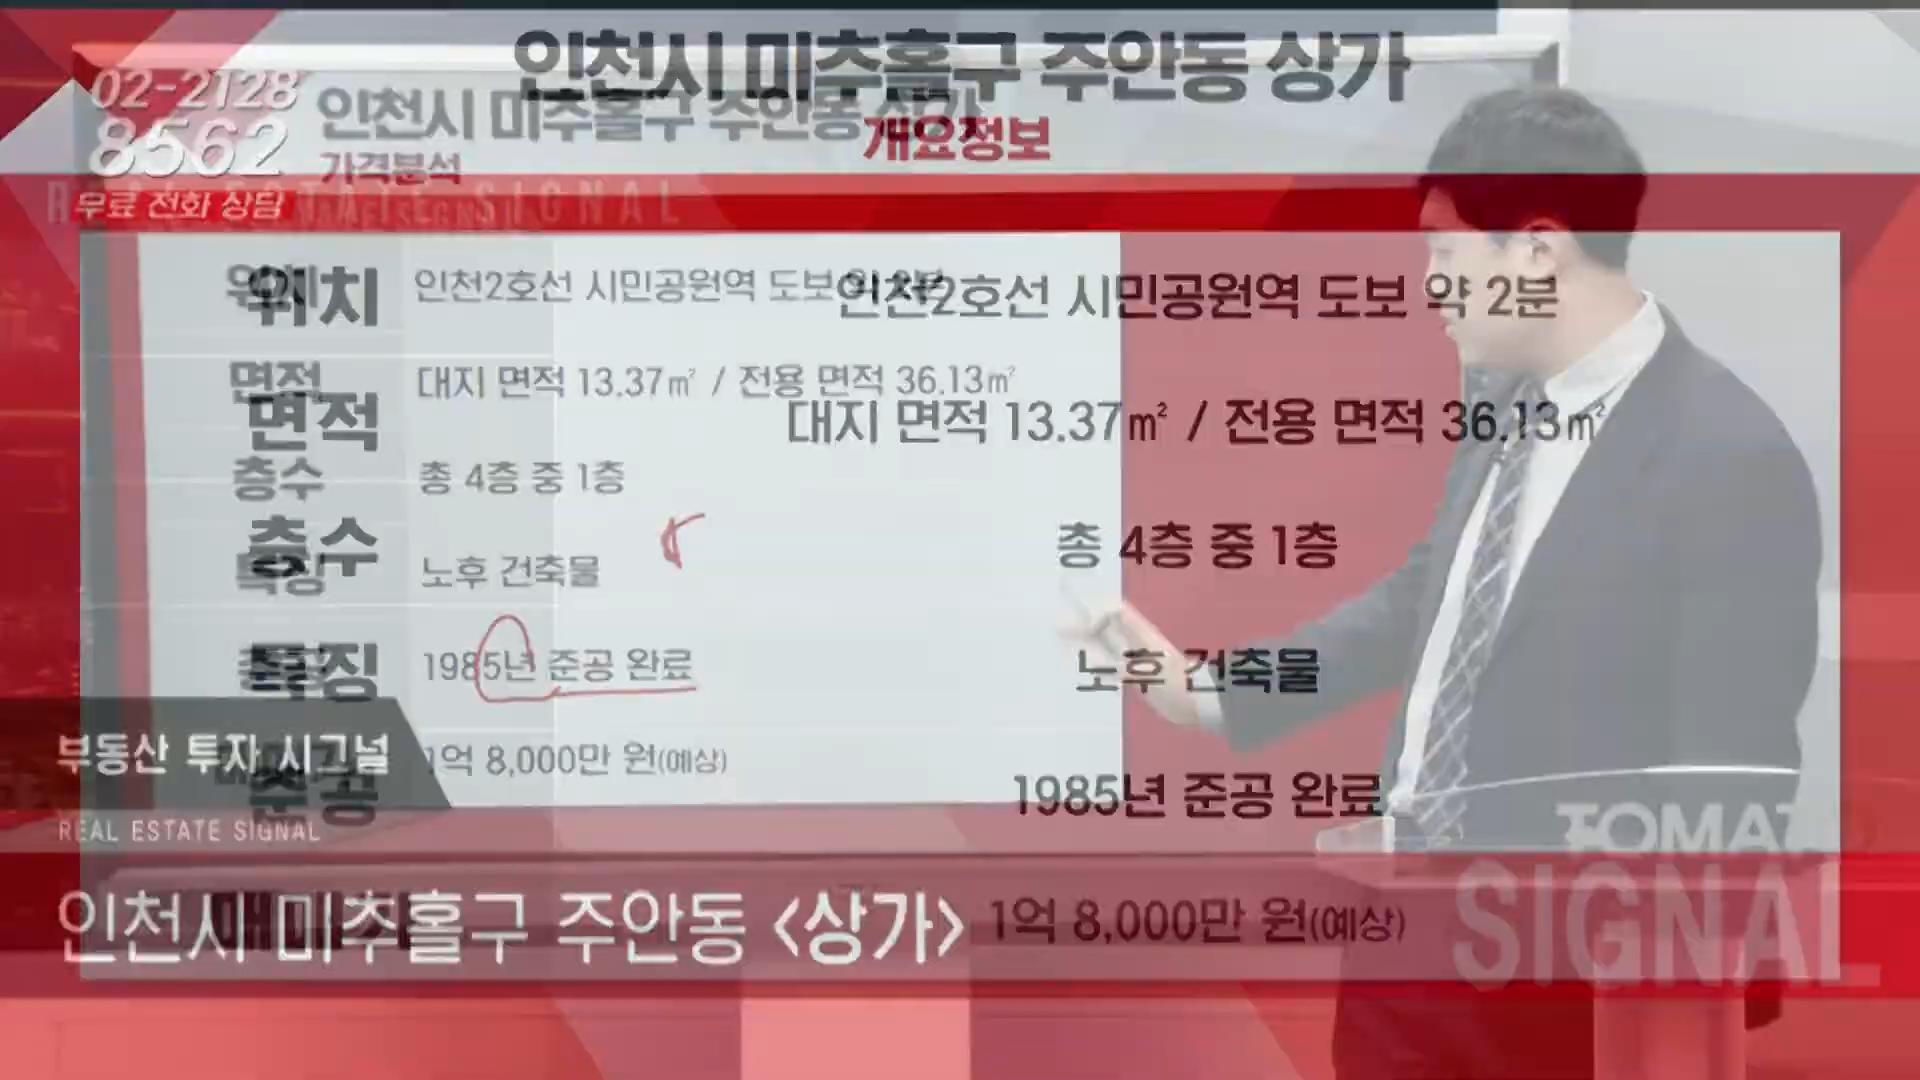 인천시 미추홀구 주안동 상가
개요정보
02-2128
8562
무료 전화 상담
인천시 미추홀구 주안동 상가
가격분석
REAL ESTATE SIGNAL
위치 인천2호선 시민공원역 도보 약 2분
면적 대지 면적 13.37㎡ / 전용 면적 36.13㎡
층수 총 4층 중 1층
특징 노후 건축물
준공 1985년 준공 완료
1억 8,000만 원(예상)
위치 인천2호선 시민공원역 도보 약 2분
면적 대지 면적 13.37㎡ / 전용 면적 36.13㎡
층수 총 4층 중 1층
특징 노후 건축물
준공 1985년 준공 완료
1억 8,000만 원(예상)
부동산 투자 시그널
REAL ESTATE SIGNAL
인천시 미추홀구 주안동 <상가>
TOMATO
SIGNAL